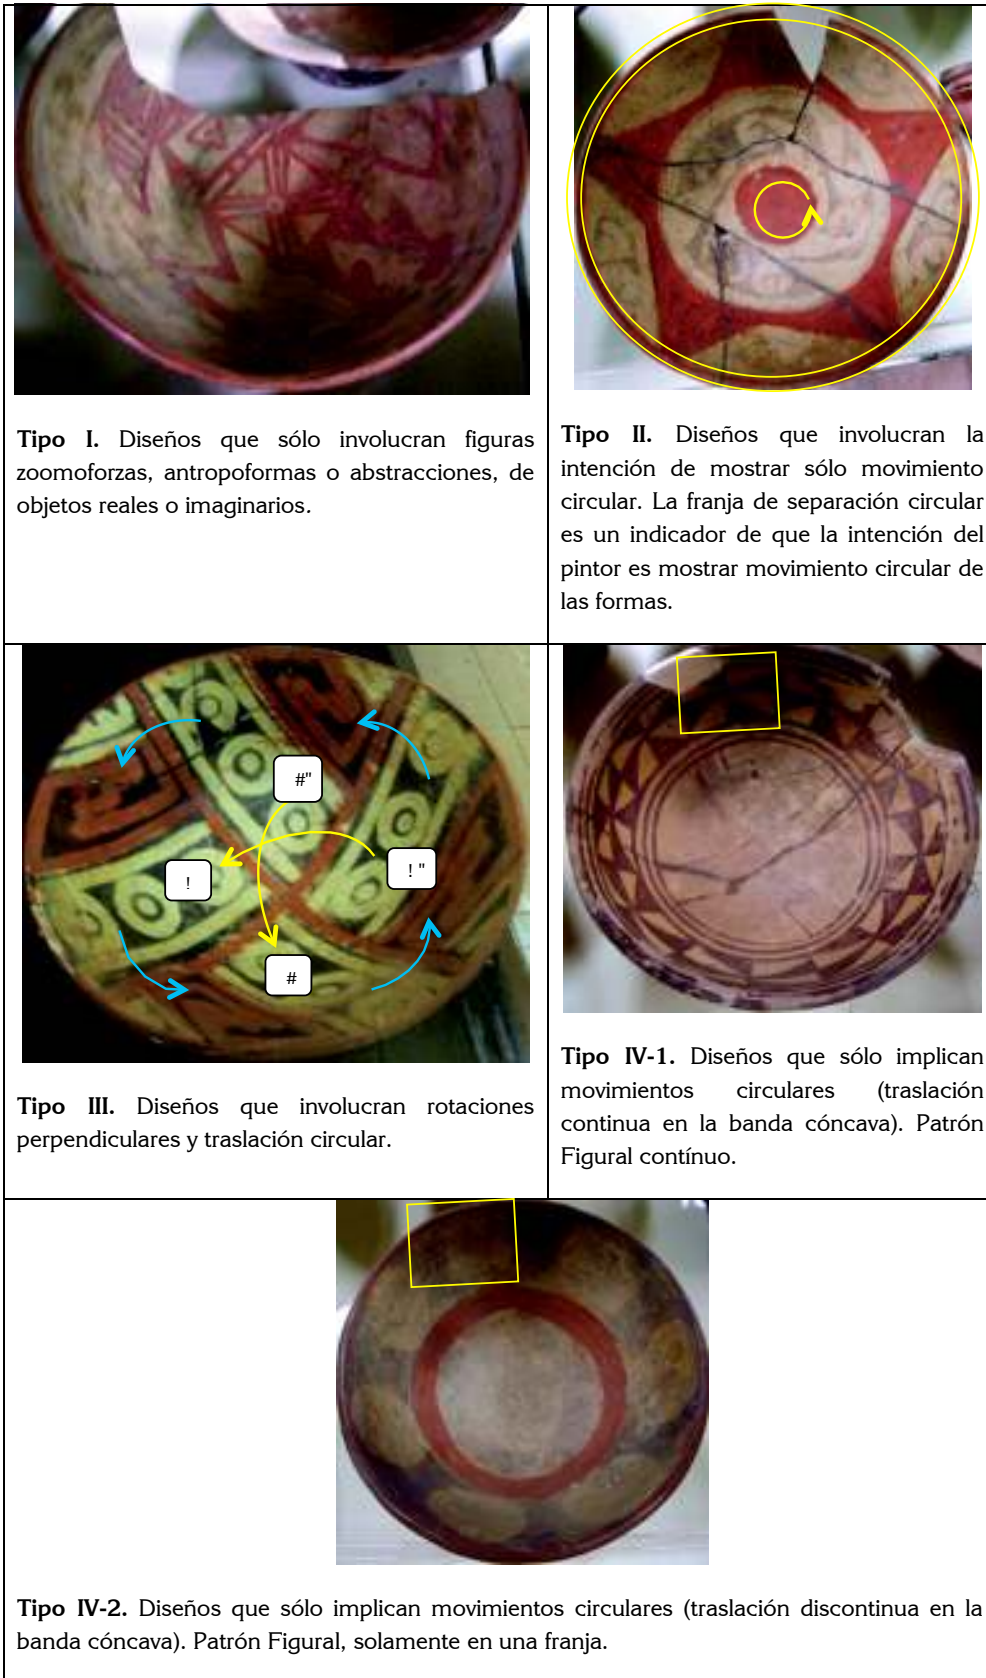 Tipo I. Diseños que sólo involucran figuras
zoomoforzas, antropoformas o abstracciones, de
objetos reales o imaginarios.
Tipo II. Diseños que involucran la
intención de mostrar sólo movimiento
circular. La franja de separación circular
es un indicador de que la intención del
pintor es mostrar movimiento circular de
las formas.
#"
!
! "
#
Tipo III. Diseños que involucran rotaciones
perpendiculares y traslación circular.
Tipo IV-1. Diseños que sólo implican
movimientos circulares (traslación
continua en la banda cóncava). Patrón
Figural contínuo.
Tipo IV-2. Diseños que sólo implican movimientos circulares (traslación discontinua en la
banda cóncava). Patrón Figural, solamente en una franja.